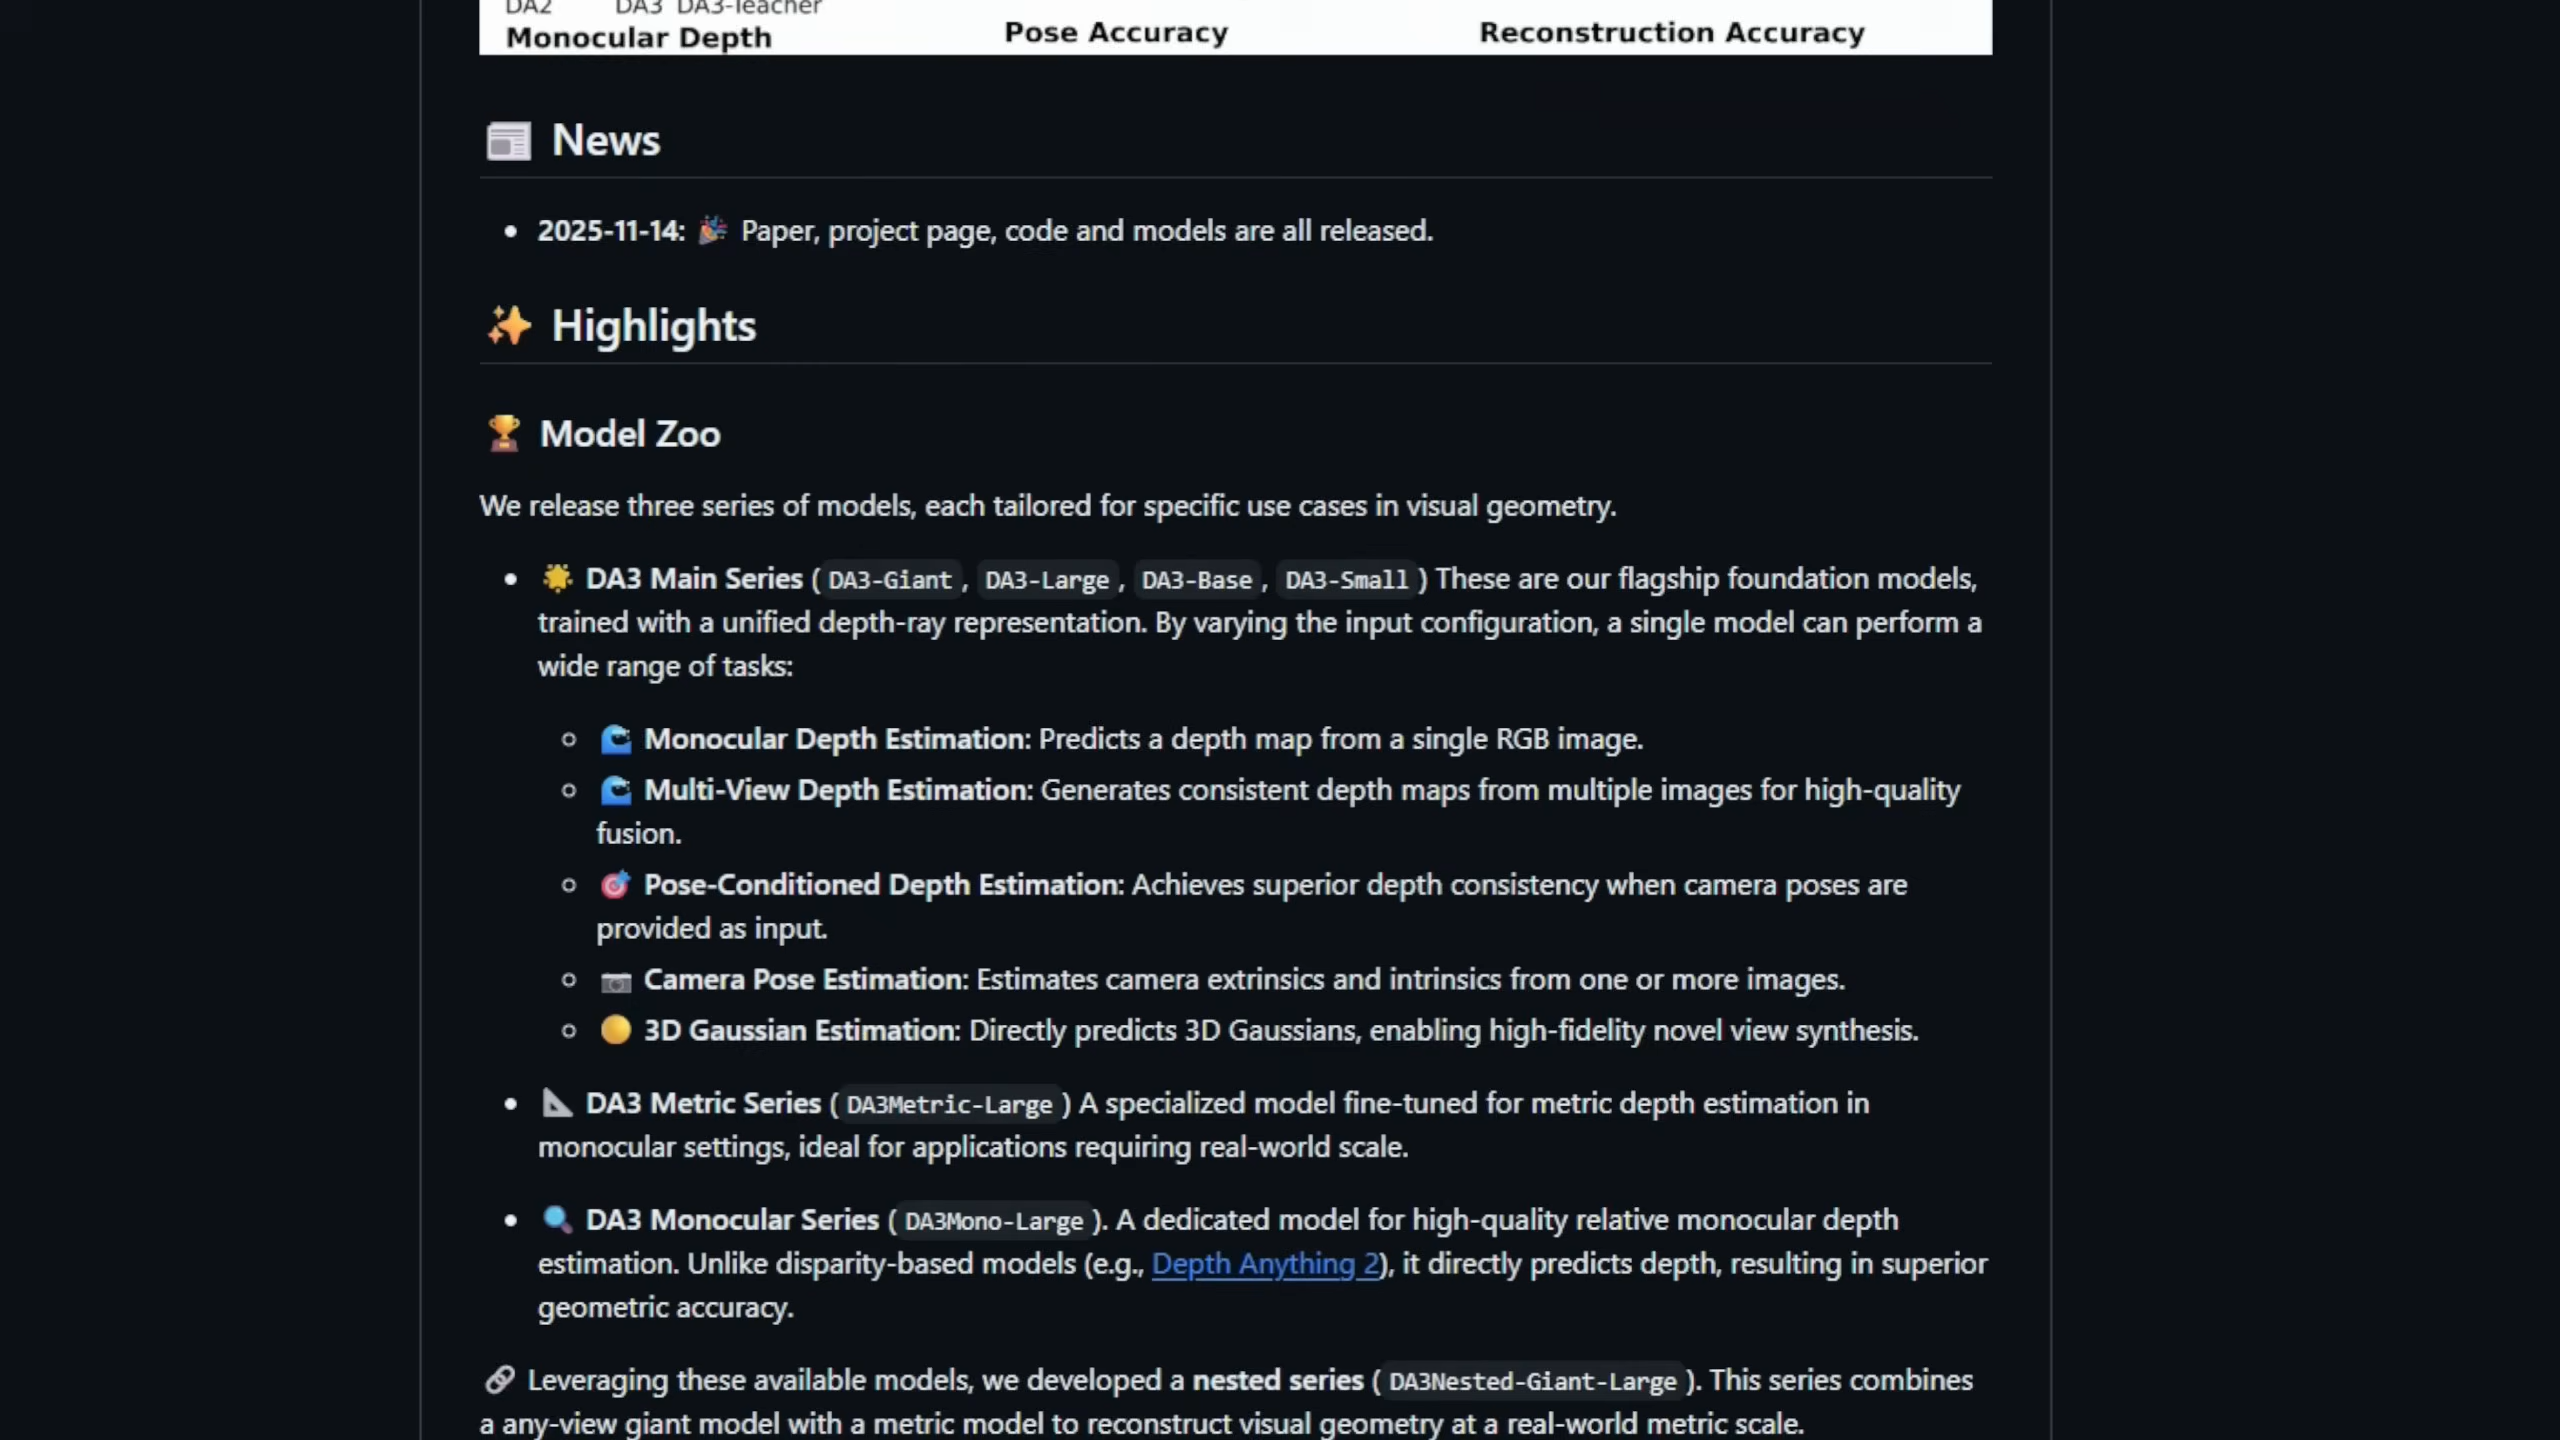 DA2 DA3 DA3-Teacher
Monocular Depth Pose Accuracy Reconstruction Accuracy
News
2025-11-14: 🎉 Paper, project page, code and models are all released.
✨ Highlights
🏆 Model Zoo
We release three series of models, each tailored for specific use cases in visual geometry.
DA3 Main Series (DA3-Giant, DA3-Large, DA3-Base, DA3-Small) These are our flagship foundation models,
trained with a unified depth-ray representation. By varying the input configuration, a single model can perform a
wide range of tasks:
Monocular Depth Estimation: Predicts a depth map from a single RGB image.
Multi-View Depth Estimation: Generates consistent depth maps from multiple images for high-quality
fusion.
Pose-Conditioned Depth Estimation: Achieves superior depth consistency when camera poses are
provided as input.
Camera Pose Estimation: Estimates camera extrinsics and intrinsics from one or more images.
3D Gaussian Estimation: Directly predicts 3D Gaussians, enabling high-fidelity novel view synthesis.
DA3 Metric Series (DA3Metric-Large) A specialized model fine-tuned for metric depth estimation in
monocular settings, ideal for applications requiring real-world scale.
DA3 Monocular Series (DA3Mono-Large). A dedicated model for high-quality relative monocular depth
estimation. Unlike disparity-based models (e.g., Depth Anything 2), it directly predicts depth, resulting in superior
geometric accuracy.
Leveraging these available models, we developed a nested series (DA3Nested-Giant-Large). This series combines
a any-view giant model with a metric model to reconstruct visual geometry at a real-world metric scale.